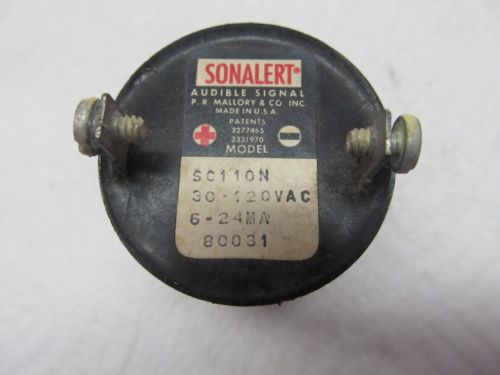 SONALERT®
AUDIBLE SIGNAL
P. R. MALLORY & CO. INC.
MADE IN U.S.A.
PATENTS
3277465
3331970
MODEL
SC110N
30-120VAC
6-24MA
80031